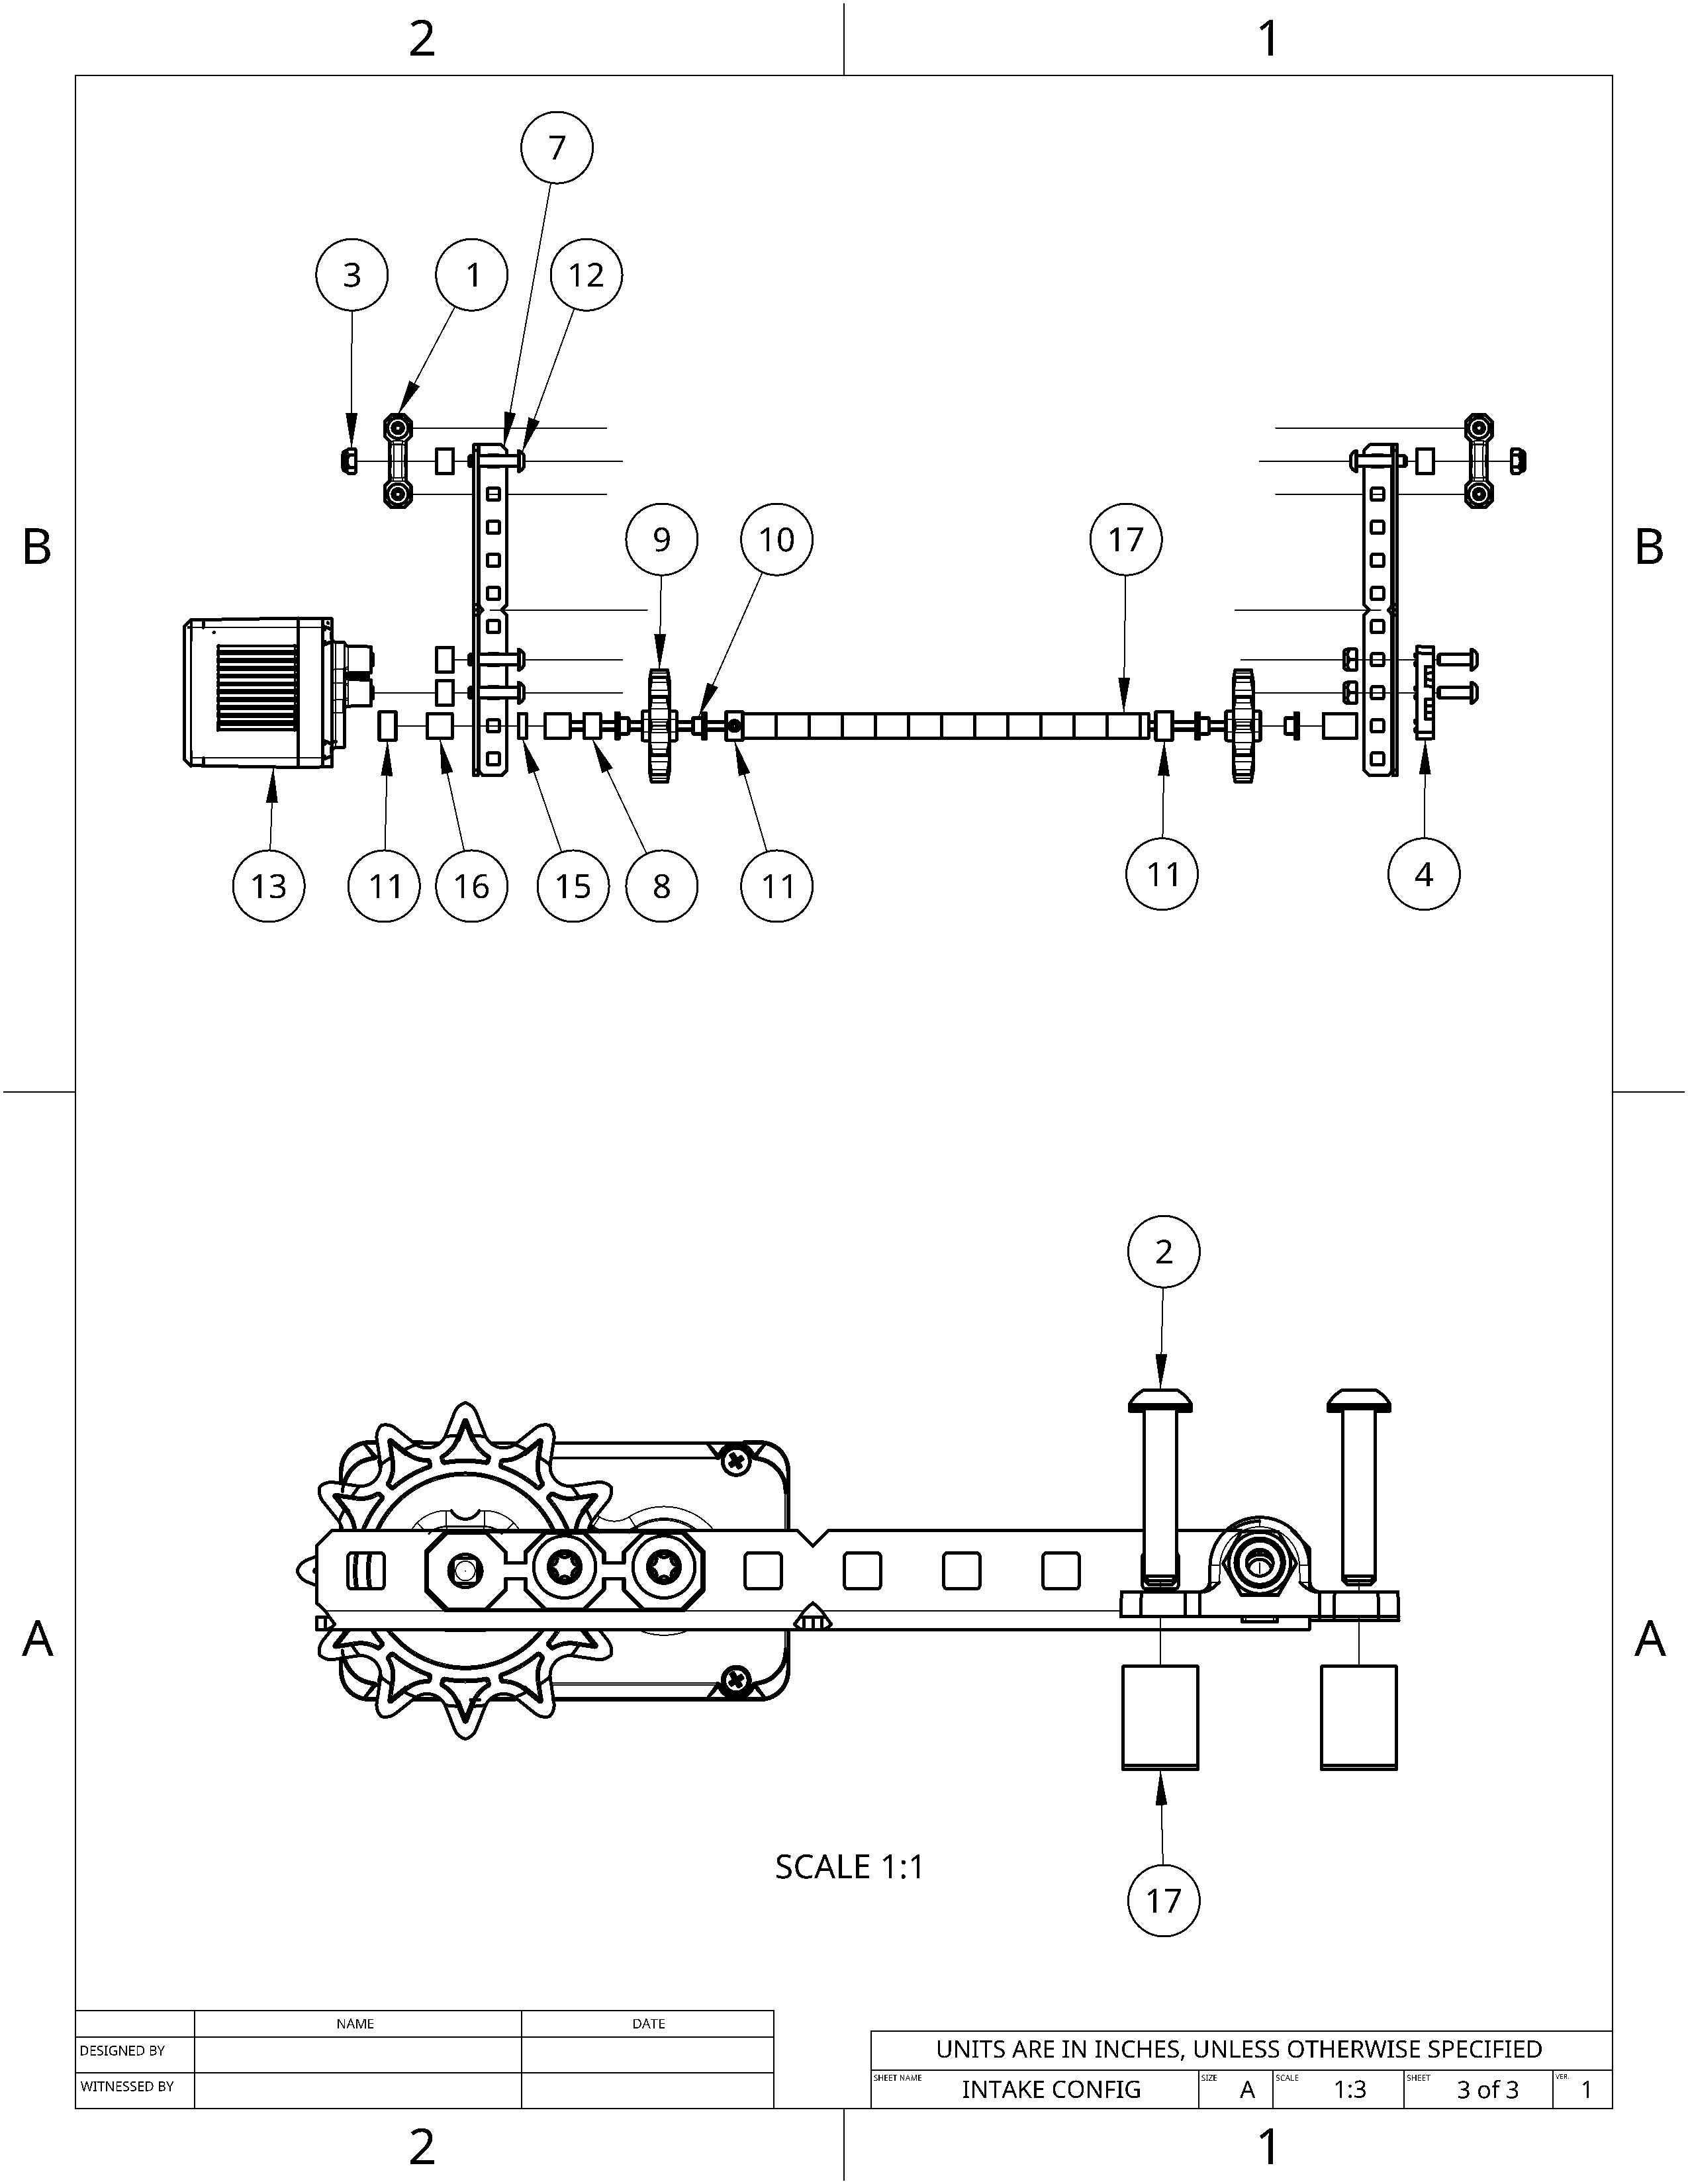 2 1
7
3 1 12
9 10 17
B B
13 11 16 15 8 11 11 4
2
A A
SCALE 1:1
17
NAME DATE
DESIGNED BY
WITNESSED BY
UNITS ARE IN INCHES, UNLESS OTHERWISE SPECIFIED
SHEET NAME INTAKE CONFIG SIZE A SCALE 1:3 SHEET 3 of 3 VER. 1
2 1